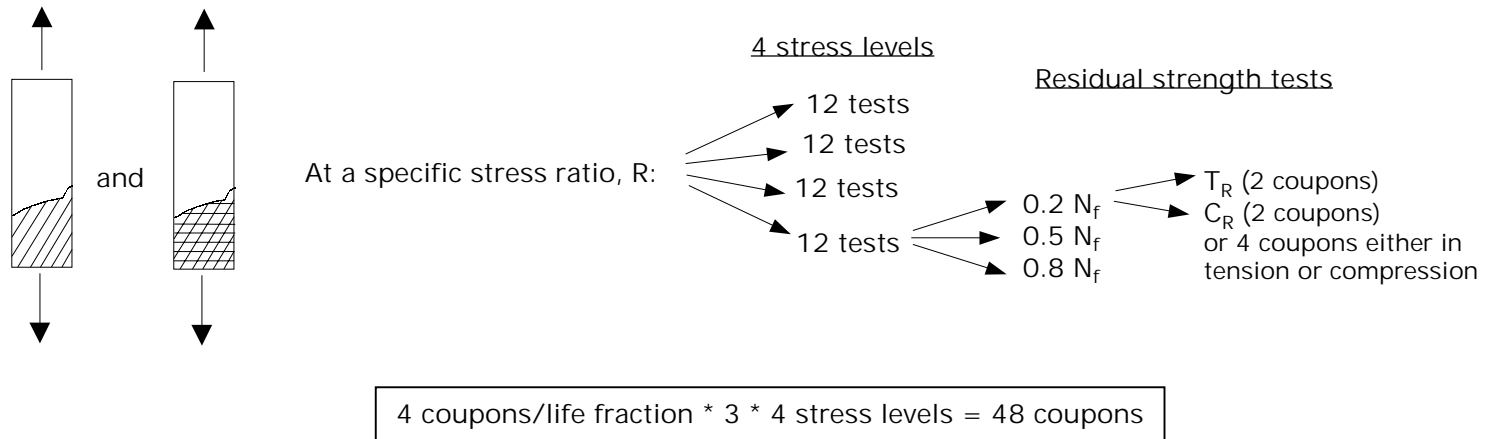 4 stress levels
Residual strength tests
12 tests
12 tests
and
At a specific stress ratio, R:
12 tests
12 tests
0.2 N_f
0.5 N_f
0.8 N_f
T_R (2 coupons)
C_R (2 coupons)
or 4 coupons either in
tension or compression
4 coupons/life fraction * 3 * 4 stress levels = 48 coupons